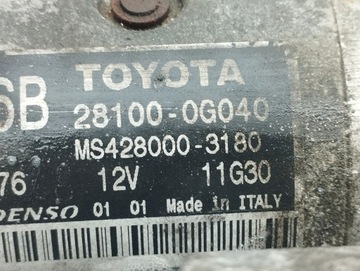 6B TOYOTA
28100-0G040
MS428000-3180
76 12V 11G30
DENSO 01 01 Made in ITALY